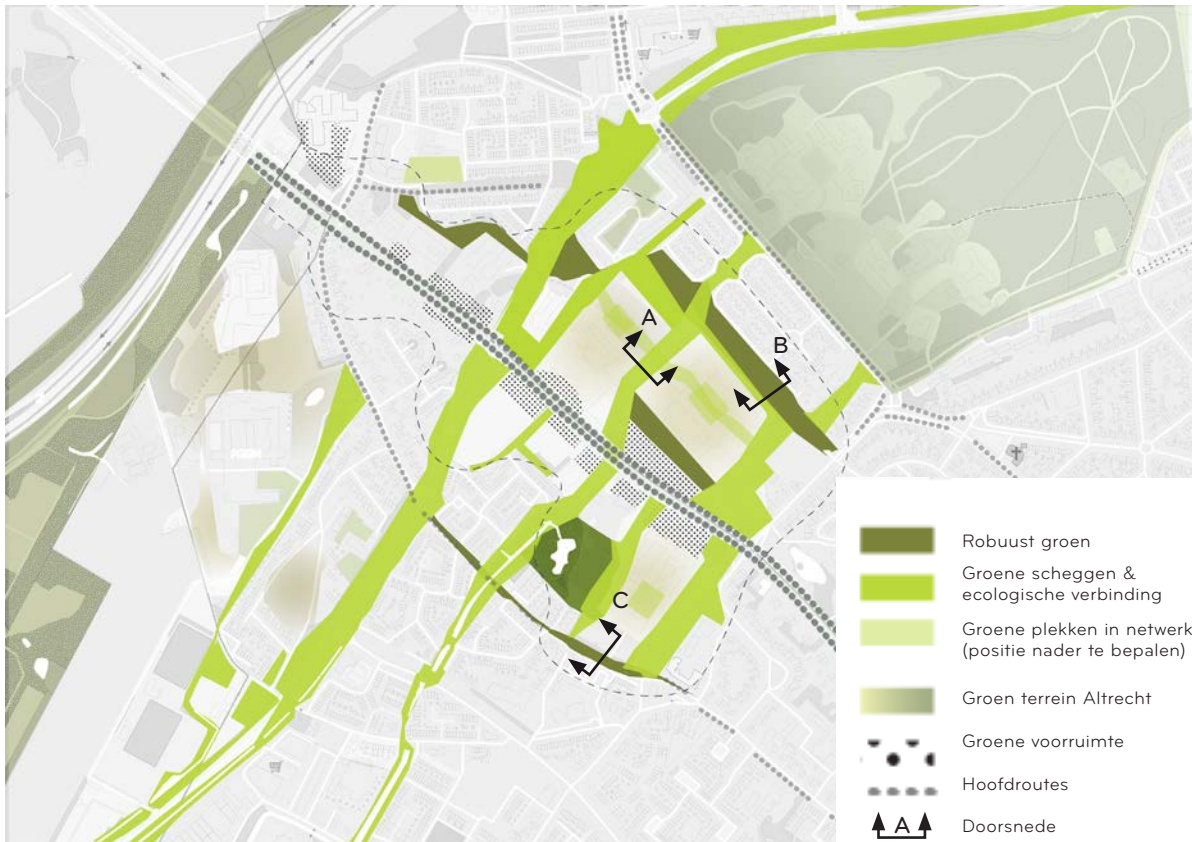 A
B
C
Robuust groen
Groene scheggen &
ecologische verbinding
Groene plekken in netwerk
(positie nader te bepalen)
Groen terrein Altrecht
Groene voorruimte
Hoofdroutes
A
Doorsnede